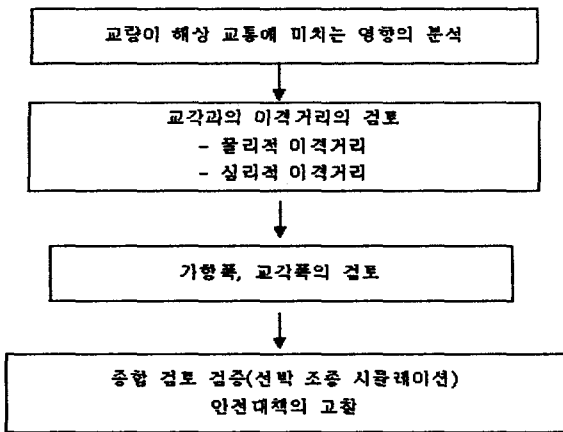 교량이 해상 교통에 미치는 영향의 분석
교각과의 이격거리의 검토
- 물리적 이격거리
- 심리적 이격거리
가항폭, 교각폭의 검토
종합 검토 검증(선박 조종 시뮬레이션)
안전대책의 고찰